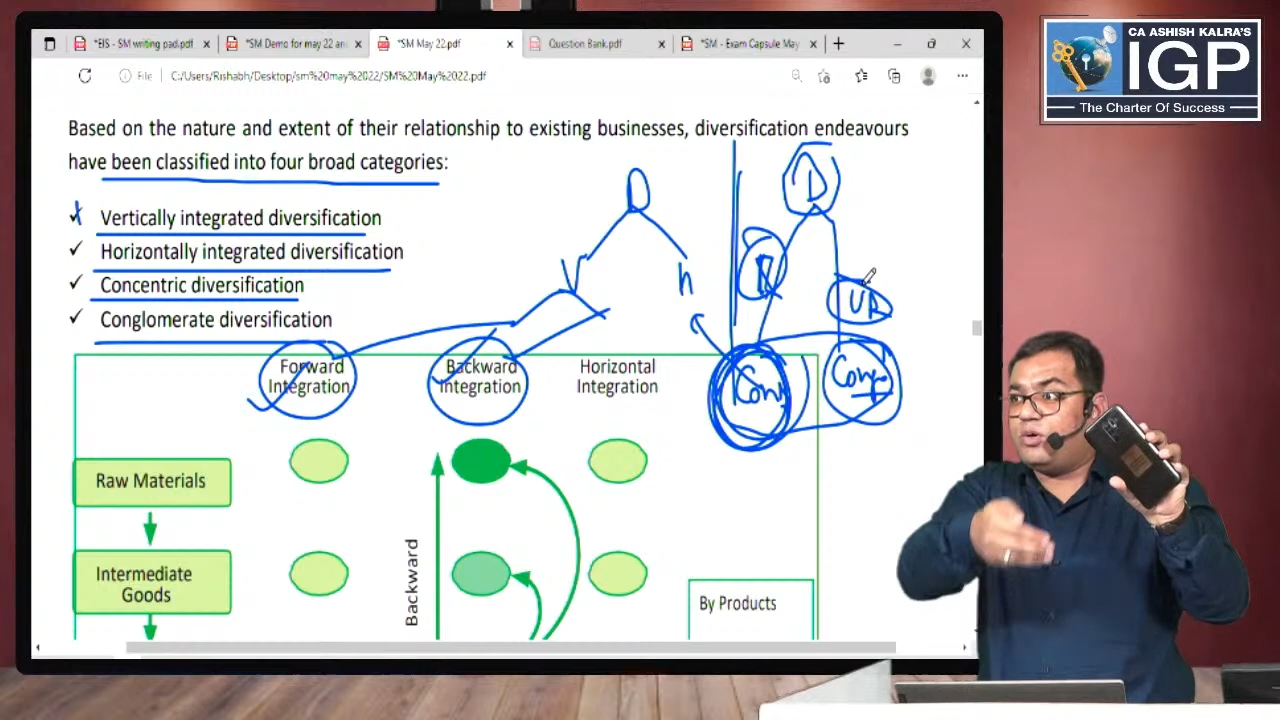 *EIS - SM writing pad.pdf
*SM Demo for may 22 and
*SM May 22.pdf
Question Bank.pdf
*SM - Exam Capsule May
File
C:/Users/Rishabh/Desktop/sm%20may%2022/SM%20May%2022.pdf
CA ASHISH KALRA'S
IGP
The Charter Of Success
Based on the nature and extent of their relationship to existing businesses, diversification endeavours
have been classified into four broad categories:
Vertically integrated diversification
Horizontally integrated diversification
Concentric diversification
Conglomerate diversification
D
V
h
D
R
UR
Forward
Integration
Backward
Integration
Horizontal
Integration
Raw Materials
Intermediate
Goods
Backward
By Products